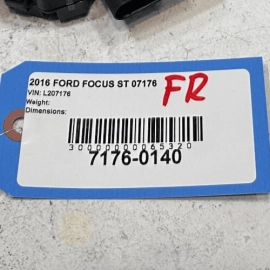 2016 FORD FOCUS ST 07176
FR
VIN: L207176
Weight:
Dimensions:
3000000065320
7176-0140